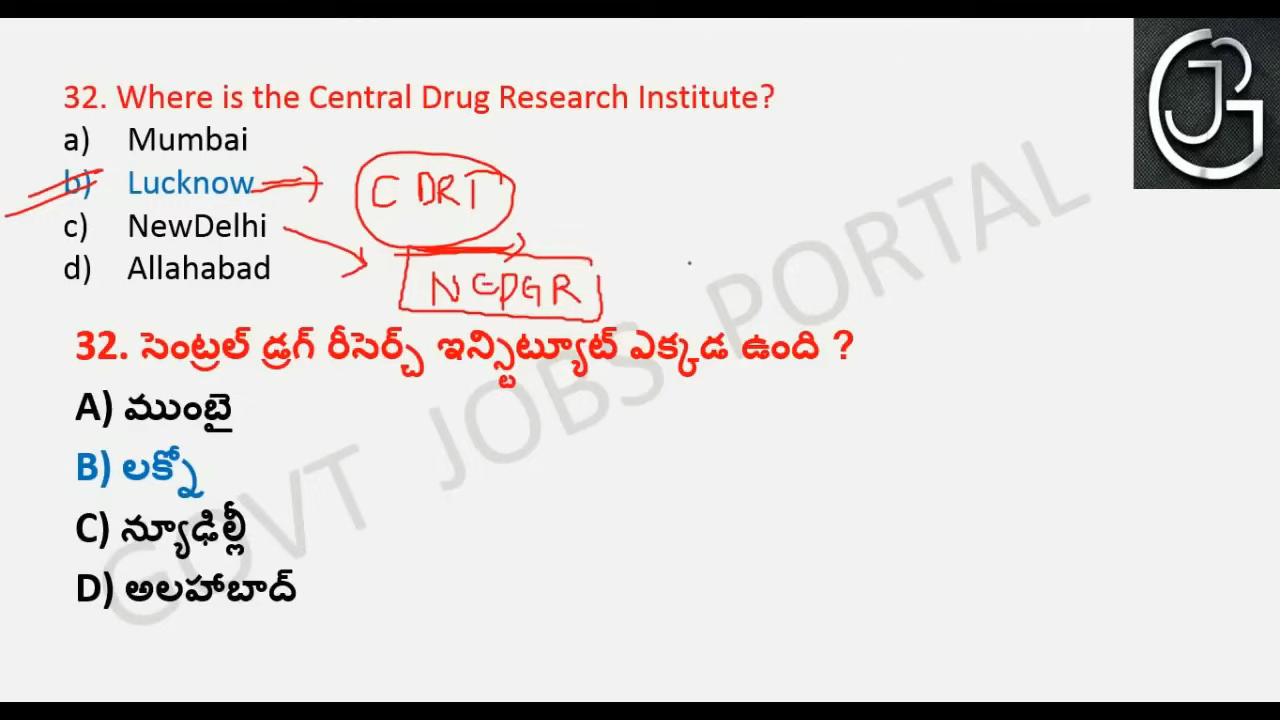 32. Where is the Central Drug Research Institute?
a) Mumbai
b) Lucknow
CDRI
c) NewDelhi
d) Allahabad
32. సెంట్రల్ డ్రగ్ రీసెర్చ్ ఇన్స్టిట్యూట్ ఎక్కడ ఉంది ?
A) ముంబై
B) లక్నో
C) న్యూఢిల్లీ
D) అలహాబాద్
GOVT JOBS PORTAL